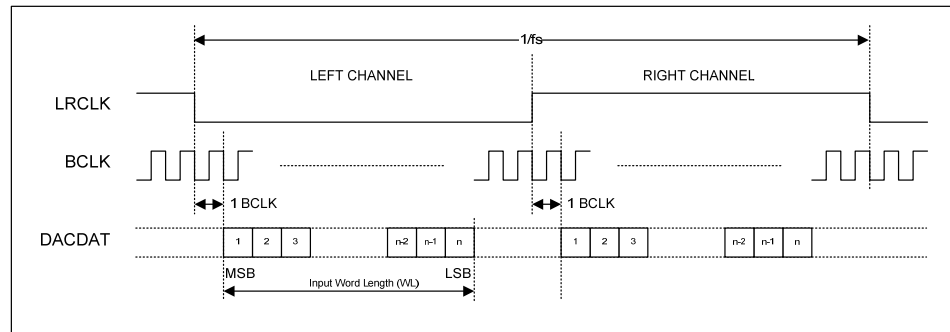 1/fs
LEFT CHANNEL RIGHT CHANNEL
LRCLK
BCLK
1 BCLK 1 BCLK
DACDAT
1 2 3 n-2 n-1 n 1 2 3 n-2 n-1 n
MSB LSB
Input Word Length (WL)